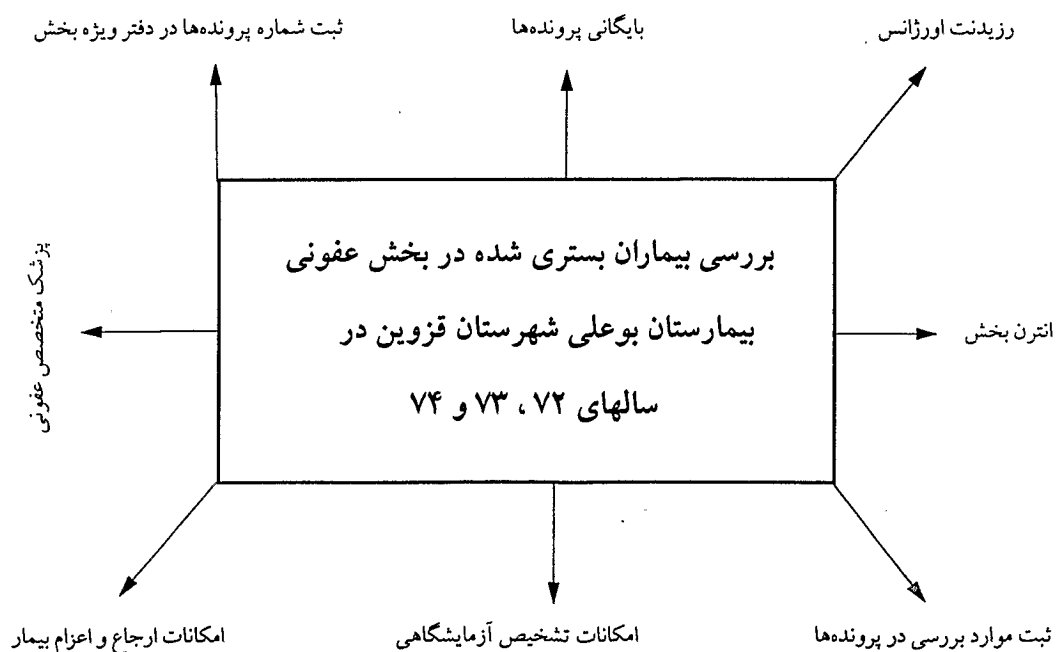 رزیدنت اورژانس
بایگانی پرونده‌ها
ثبت شماره پرونده‌ها در دفتر ویژه بخش
بررسی بیماران بستری شده در بخش عفونی
بیمارستان بوعلی شهرستان قزوین در
سالهای ۷۲ ، ۷۳ و ۷۴
انترن بخش
پزشک متخصص عفونی
ثبت موارد بررسی در پرونده‌ها
امکانات تشخیص آزمایشگاهی
امکانات ارجاع و اعزام بیمار